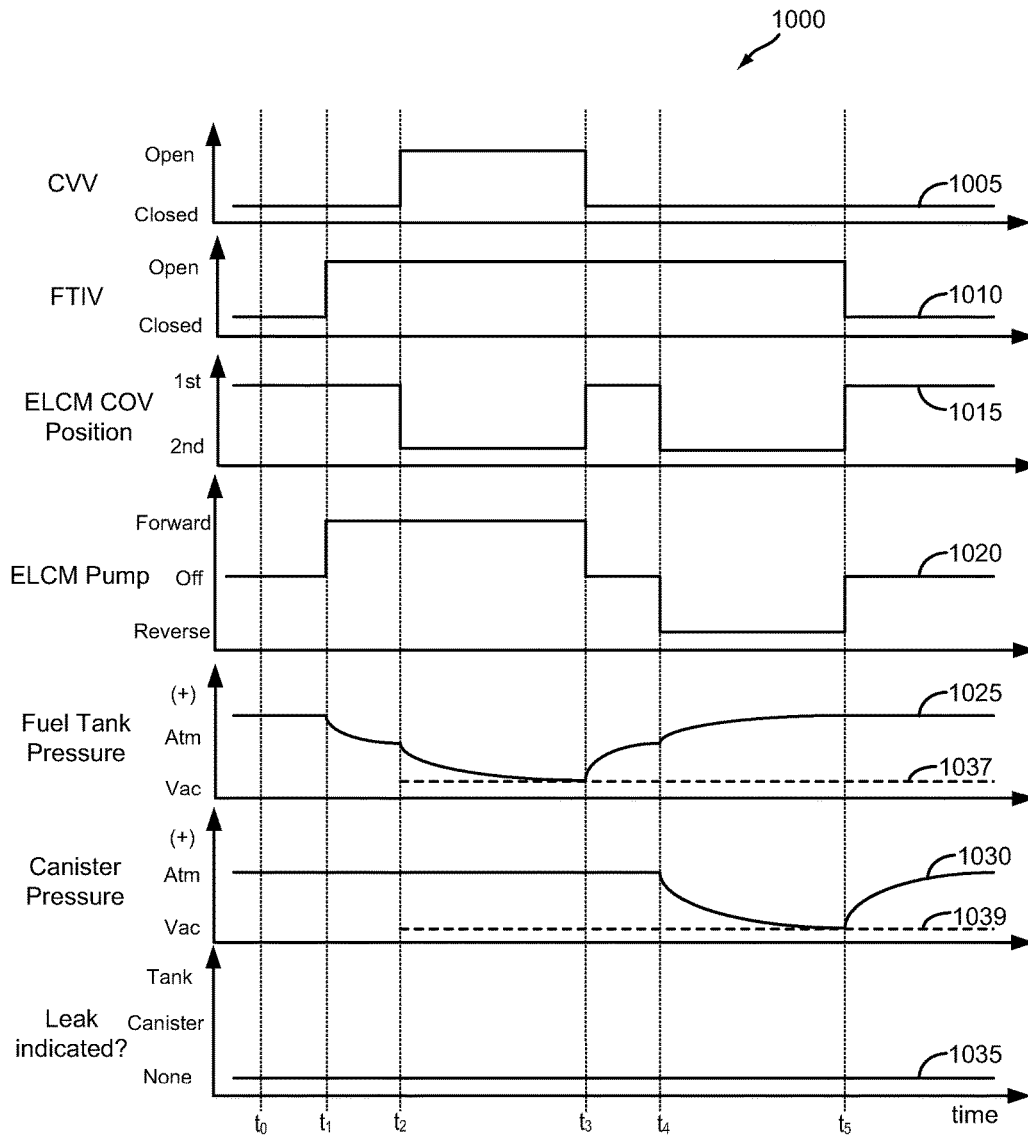 1000
Open
CVV
Closed
1005
Open
FTIV
Closed
1010
1st
ELCM COV
Position
2nd
1015
Forward
ELCM Pump
Off
Reverse
1020
(+)
Fuel Tank
Pressure
Atm
Vac
1025
1037
(+)
Canister
Pressure
Atm
Vac
1030
1039
Tank
Leak
indicated?
Canister
None
1035
t0 t1 t2 t3 t4 t5 time